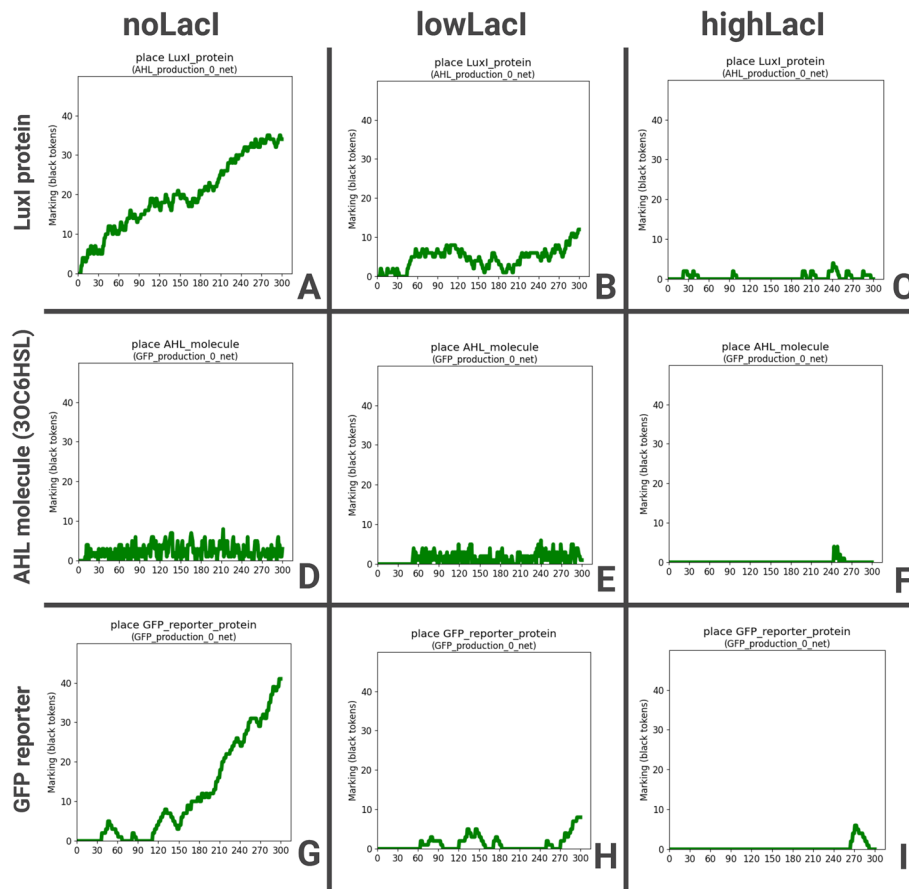 noLacI lowLacI highLacI
LuxI protein
place LuxI_protein
(AHL_production_0_net)
Marking (black tokens)
40
30
20
10
0
0 30 60 90 120 150 180 210 240 270 300
A
place LuxI_protein
(AHL_production_0_net)
Marking (black tokens)
40
30
20
10
0
0 30 60 90 120 150 180 210 240 270 300
B
place LuxI_protein
(AHL_production_0_net)
Marking (black tokens)
40
30
20
10
0
0 30 60 90 120 150 180 210 240 270 300
C
AHL molecule (3OC6HSL)
place AHL_molecule
(GFP_production_0_net)
Marking (black tokens)
40
30
20
10
0
0 30 60 90 120 150 180 210 240 270 300
D
place AHL_molecule
(GFP_production_0_net)
Marking (black tokens)
40
30
20
10
0
0 30 60 90 120 150 180 210 240 270 300
E
place AHL_molecule
(GFP_production_0_net)
Marking (black tokens)
40
30
20
10
0
0 30 60 90 120 150 180 210 240 270 300
F
GFP reporter
place GFP_reporter_protein
(GFP_production_0_net)
Marking (black tokens)
40
30
20
10
0
0 30 60 90 120 150 180 210 240 270 300
G
place GFP_reporter_protein
(GFP_production_0_net)
Marking (black tokens)
40
30
20
10
0
0 30 60 90 120 150 180 210 240 270 300
H
place GFP_reporter_protein
(GFP_production_0_net)
Marking (black tokens)
40
30
20
10
0
0 30 60 90 120 150 180 210 240 270 300
I